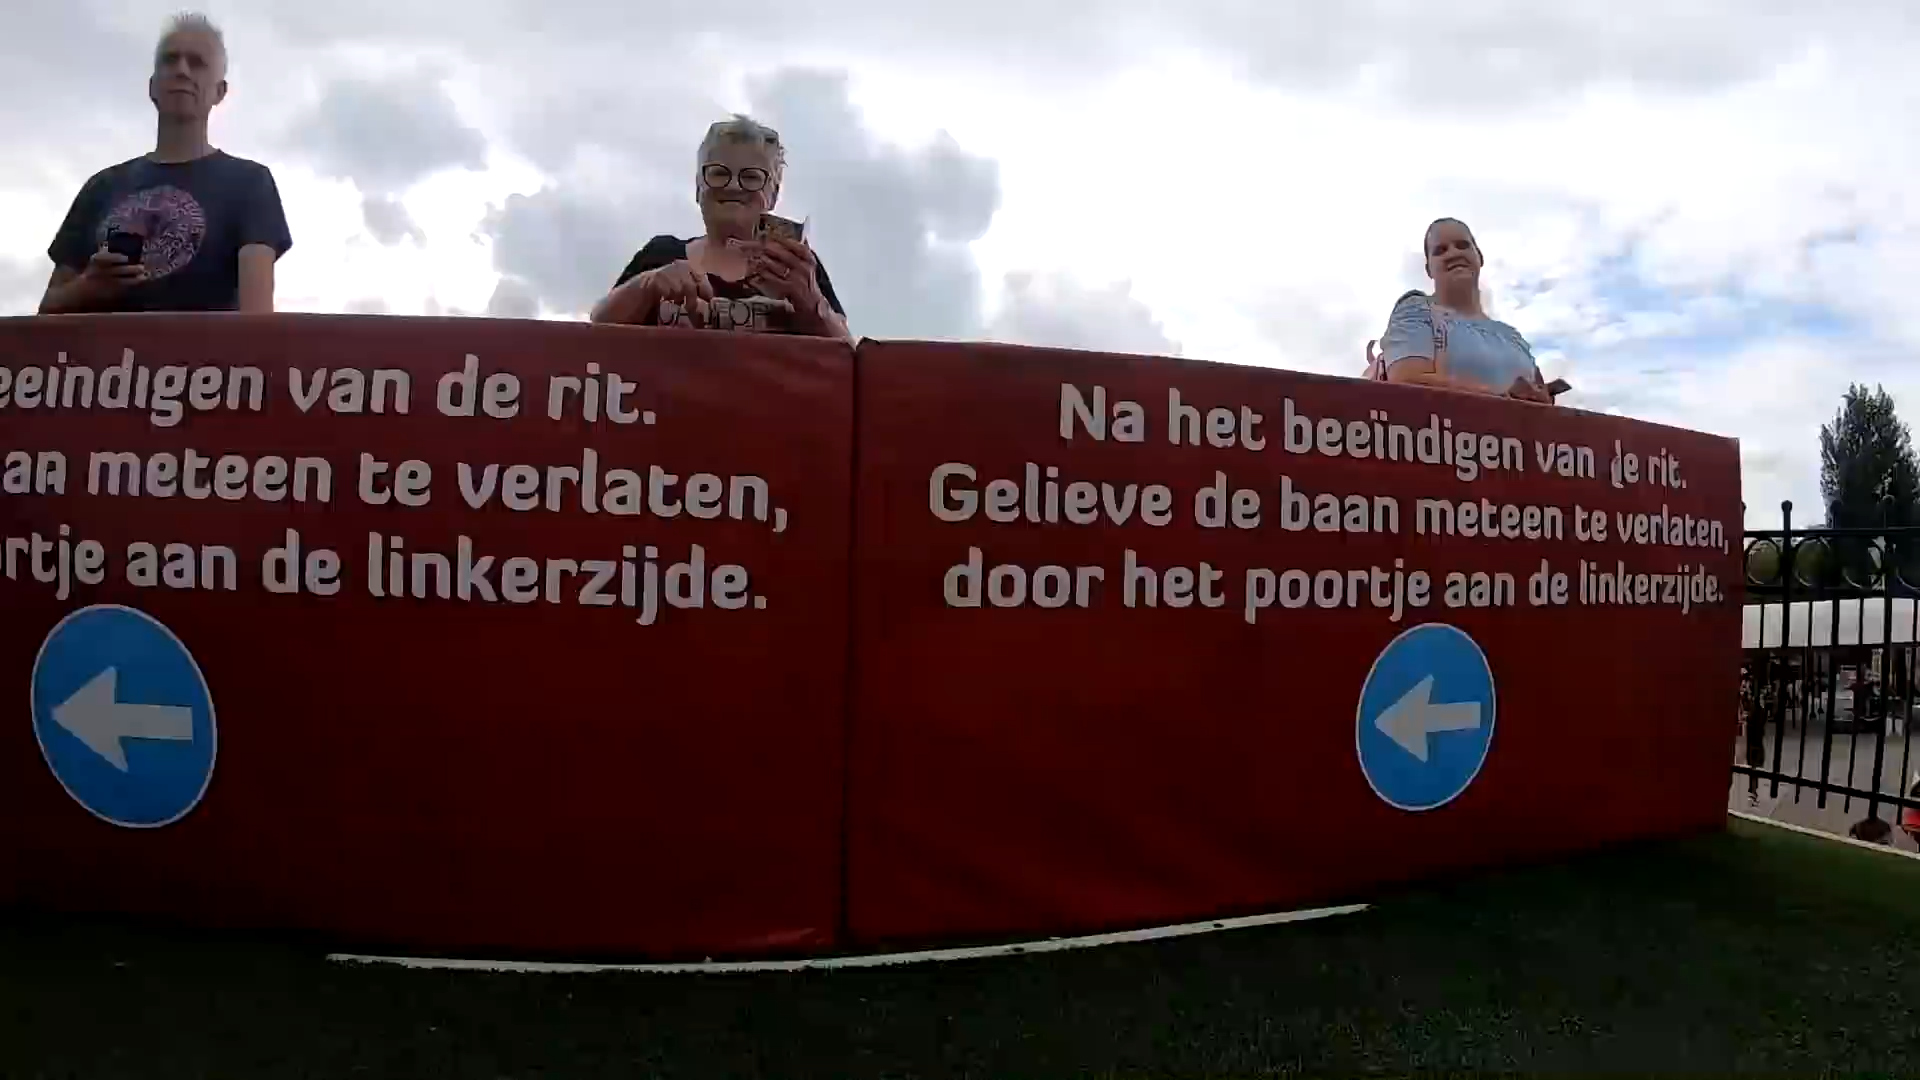 eeindigen van de rit.
an meteen te verlaten,
rtje aan de linkerzijde.
Na het beeïndigen van de rit.
Gelieve de baan meteen te verlaten,
door het poortje aan de linkerzijde.